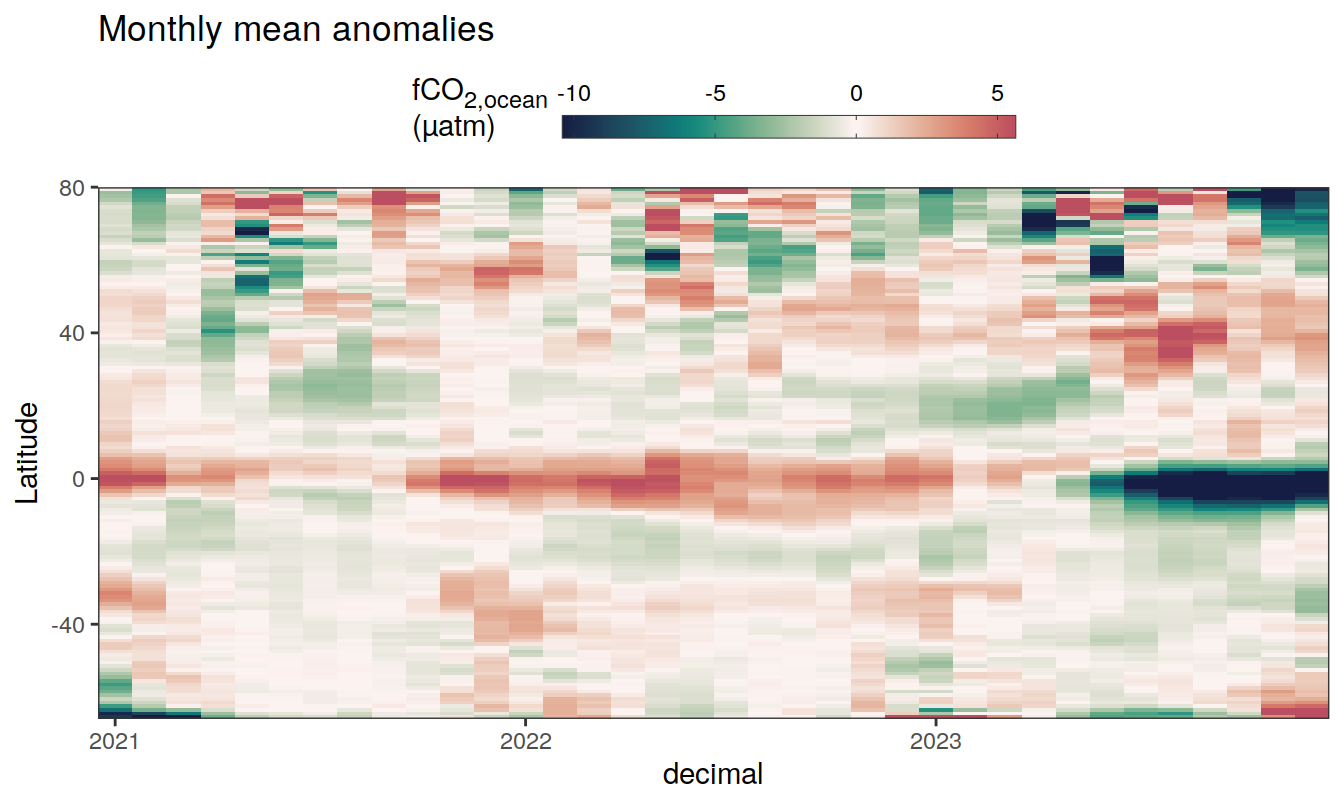 Monthly mean anomalies
fCO2,ocean -10 -5 0 5
(μatm)
80
40
0
-40
Latitude
2021 2022 2023
decimal